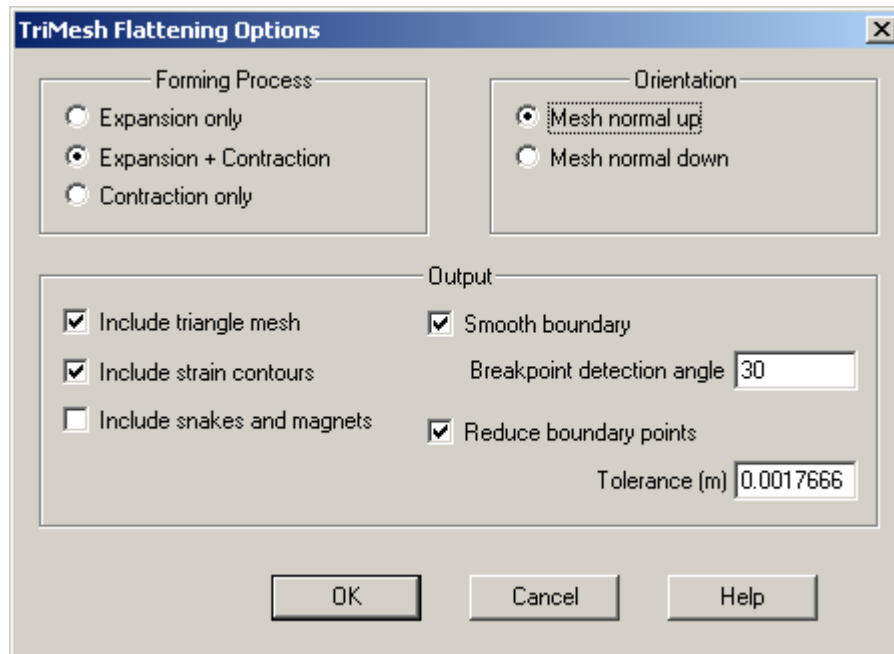 TriMesh Flattening Options
Forming Process
Expansion only
Expansion + Contraction
Contraction only
Orientation
Mesh normal up
Mesh normal down
Output
Include triangle mesh
Include strain contours
Include snakes and magnets
Smooth boundary
Breakpoint detection angle 30
Reduce boundary points
Tolerance (m) 0.0017666
OK Cancel Help